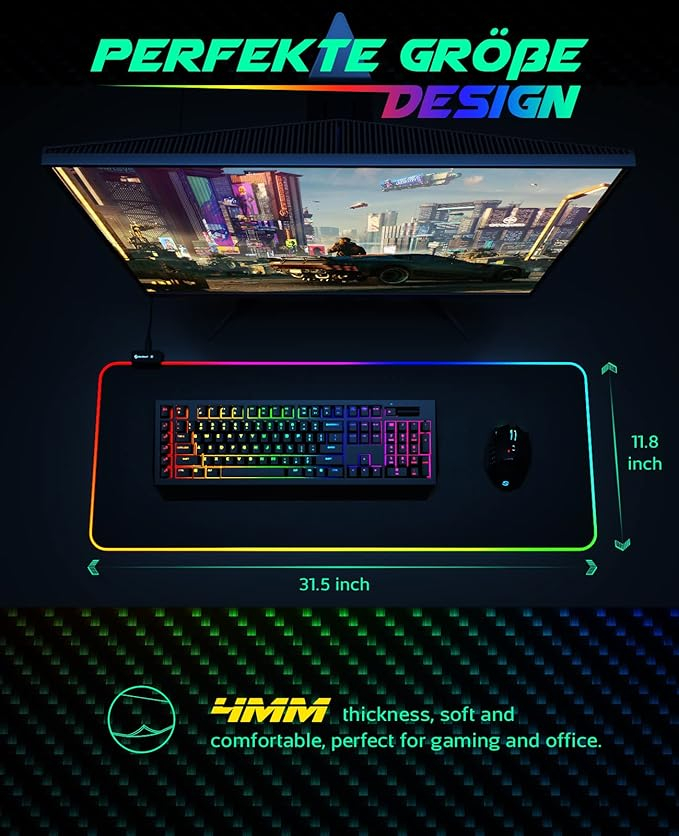 PERFEKTE GRÖßE
DESIGN
11.8
inch
31.5 inch
4MM thickness, soft and
comfortable, perfect for gaming and office.